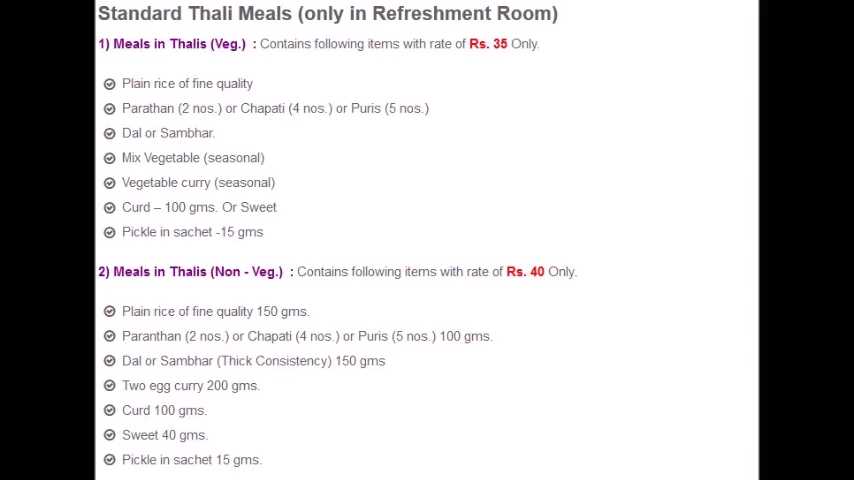 Standard Thali Meals (only in Refreshment Room)
1) Meals in Thalis (Veg.) : Contains following items with rate of Rs. 35 Only.
Plain rice of fine quality
Parathan (2 nos.) or Chapati (4 nos.) or Puris (5 nos.)
Dal or Sambhar.
Mix Vegetable (seasonal)
Vegetable curry (seasonal)
Curd – 100 gms. Or Sweet
Pickle in sachet -15 gms
2) Meals in Thalis (Non - Veg.) : Contains following items with rate of Rs. 40 Only.
Plain rice of fine quality 150 gms.
Paranthan (2 nos.) or Chapati (4 nos.) or Puris (5 nos.) 100 gms.
Dal or Sambhar (Thick Consistency) 150 gms
Two egg curry 200 gms.
Curd 100 gms.
Sweet 40 gms.
Pickle in sachet 15 gms.